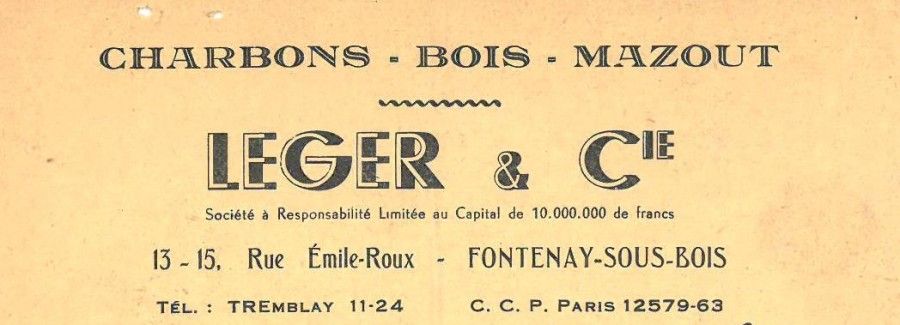 CHARBONS - BOIS - MAZOUT
LEGER & CIE
Société à Responsabilité Limitée au Capital de 10.000.000 de francs
13 - 15, Rue Émile-Roux - FONTENAY-SOUS-BOIS
TÉL. : TREMBLAY 11-24 C. C. P. PARIS 12579-63